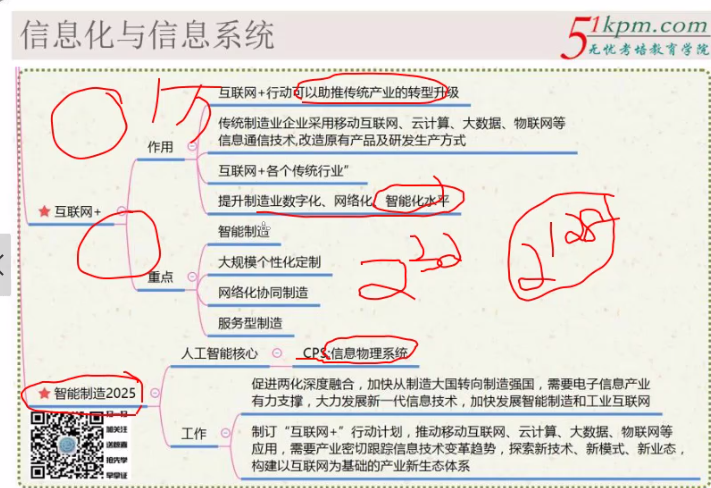 信息化与信息系统
51kpm.com
无忧考培教育学院
互联网+
作用
互联网+行动可以助推传统产业的转型升级
传统制造业企业采用移动互联网、云计算、大数据、物联网等
信息通信技术,改造原有产品及研发生产方式
互联网+各个传统行业”
提升制造业数字化、网络化、智能化水平
1万
重点
智能制造
大规模个性化定制
网络化协同制造
服务型制造
2^32
2^128
智能制造2025
人工智能核心
CPS:信息物理系统
工作
促进两化深度融合，加快从制造大国转向制造强国，需要电子信息产业
有力支撑，大力发展新一代信息技术，加快发展智能制造和工业互联网
制订“互联网+”行动计划，推动移动互联网、云计算、大数据、物联网等
应用，需要产业密切跟踪信息技术变革趋势，探索新技术、新模式、新业态，
构建以互联网为基础的产业新生态体系
扫一扫
加关注
送题喜
抢先学
早拿证